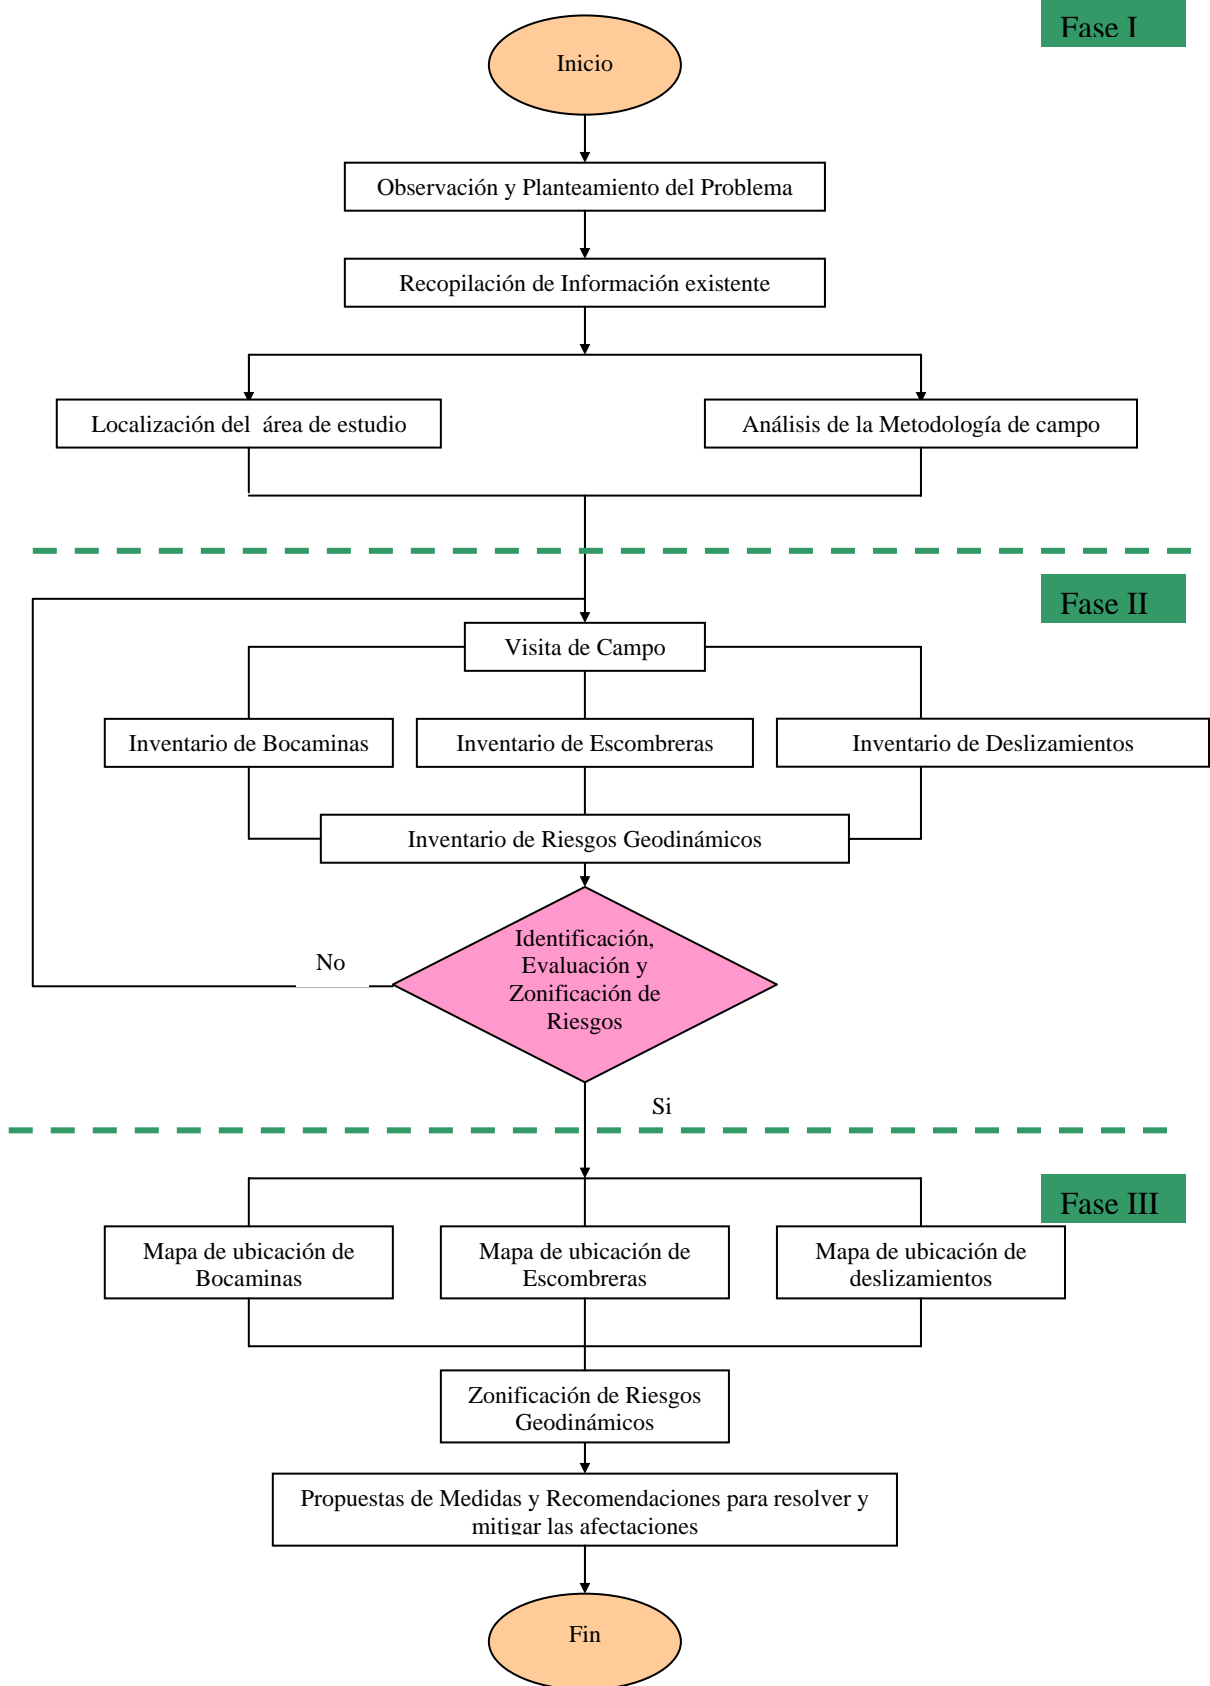 Fase I
Inicio
Observación y Planteamiento del Problema
Recopilación de Información existente
Localización del  área de estudio
Análisis de la Metodología de campo
Fase II
Visita de Campo
Inventario de Bocaminas
Inventario de Escombreras
Inventario de Deslizamientos
Inventario de Riesgos Geodinámicos
Identificación,
Evaluación y
Zonificación de
Riesgos
No
Si
Fase III
Mapa de ubicación de
Bocaminas
Mapa de ubicación de
Escombreras
Mapa de ubicación de
deslizamientos
Zonificación de Riesgos
Geodinámicos
Propuestas de Medidas y Recomendaciones para resolver y
mitigar las afectaciones
Fin